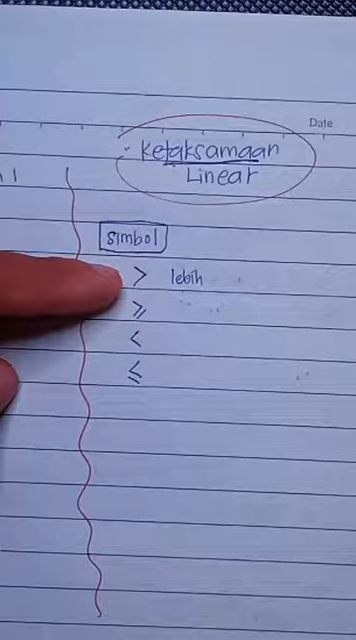 Date
Ketaksamaan
Linear
simbol
> lebih
≥
<
≤